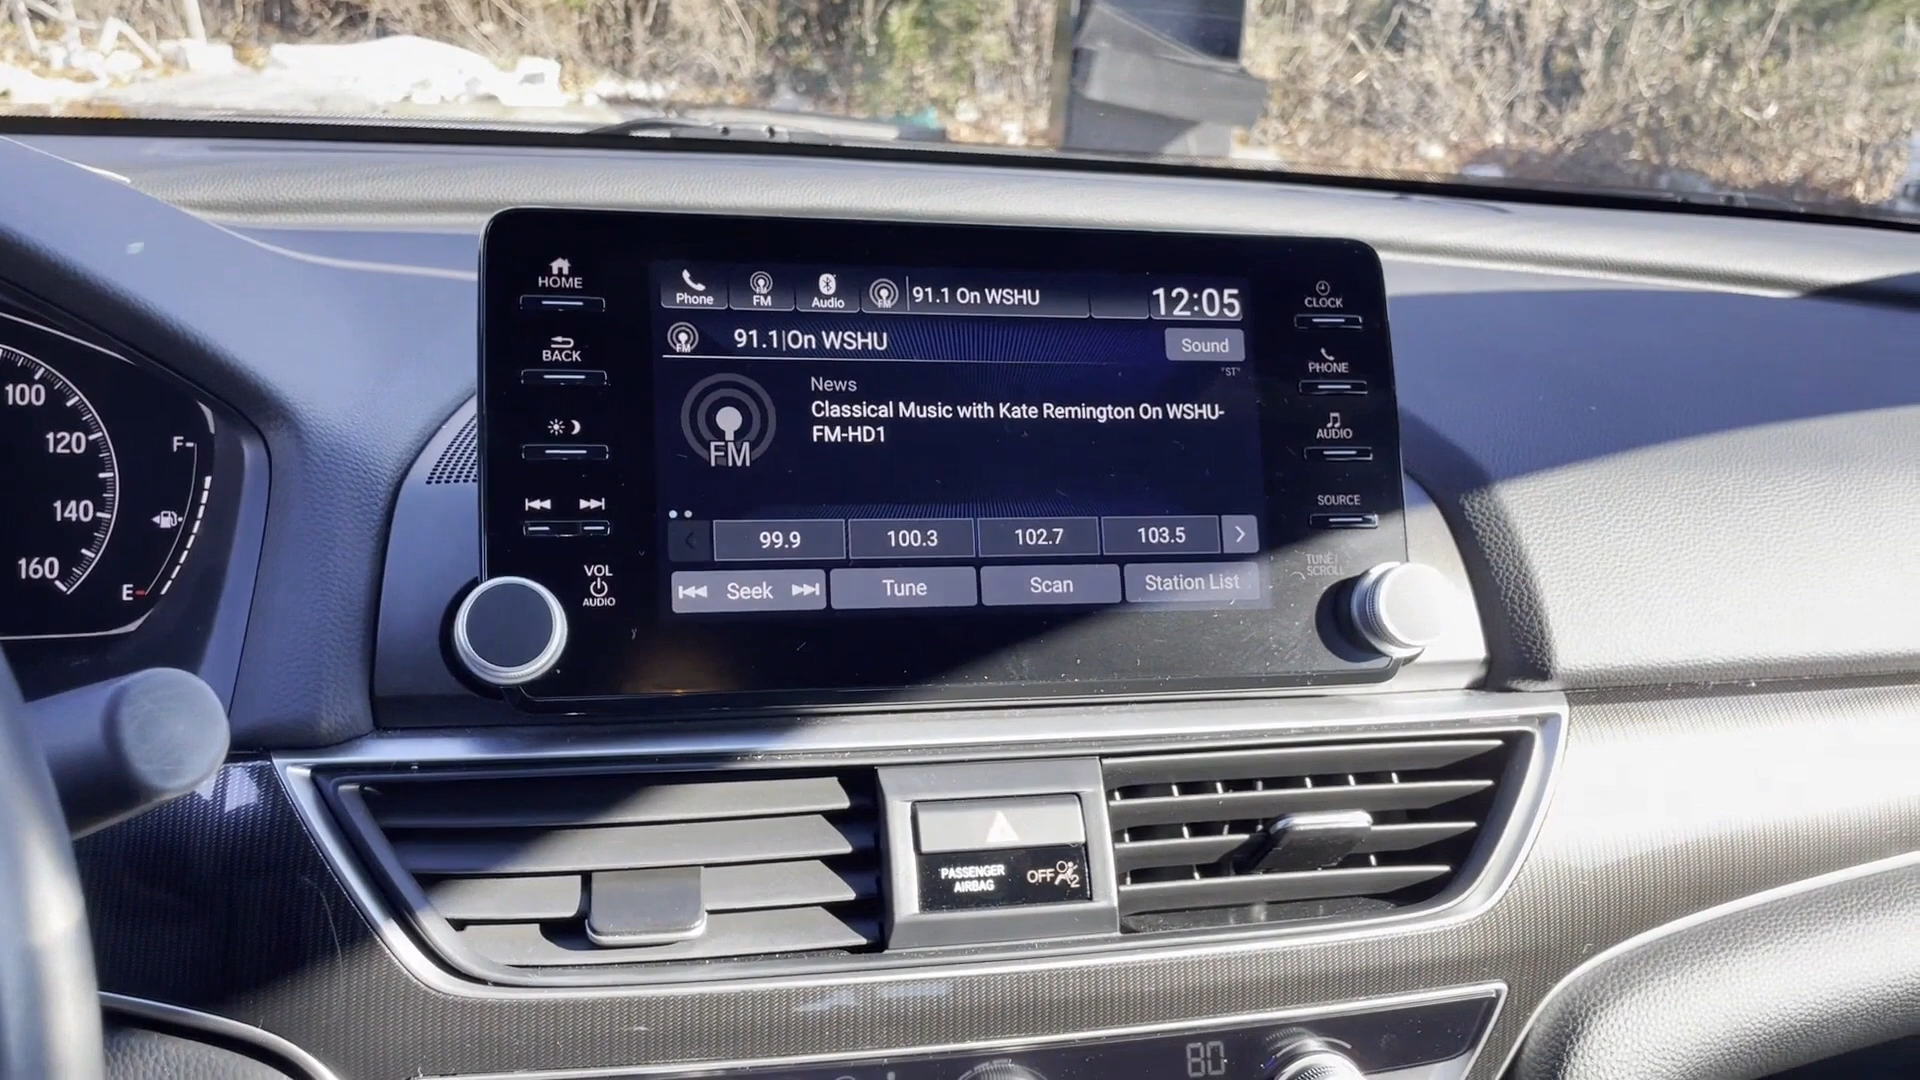 HOME
BACK
VOL
AUDIO
Phone
FM
Audio
FM
91.1 On WSHU
12:05
FM
91.1|On WSHU
Sound
"ST"
FM
News
Classical Music with Kate Remington On WSHU-
FM-HD1
99.9
100.3
102.7
103.5
Seek
Tune
Scan
Station List
CLOCK
PHONE
AUDIO
SOURCE
TUNE/
SCROLL
100
120
140
160
F
E
PASSENGER
AIRBAG
OFF
2
80